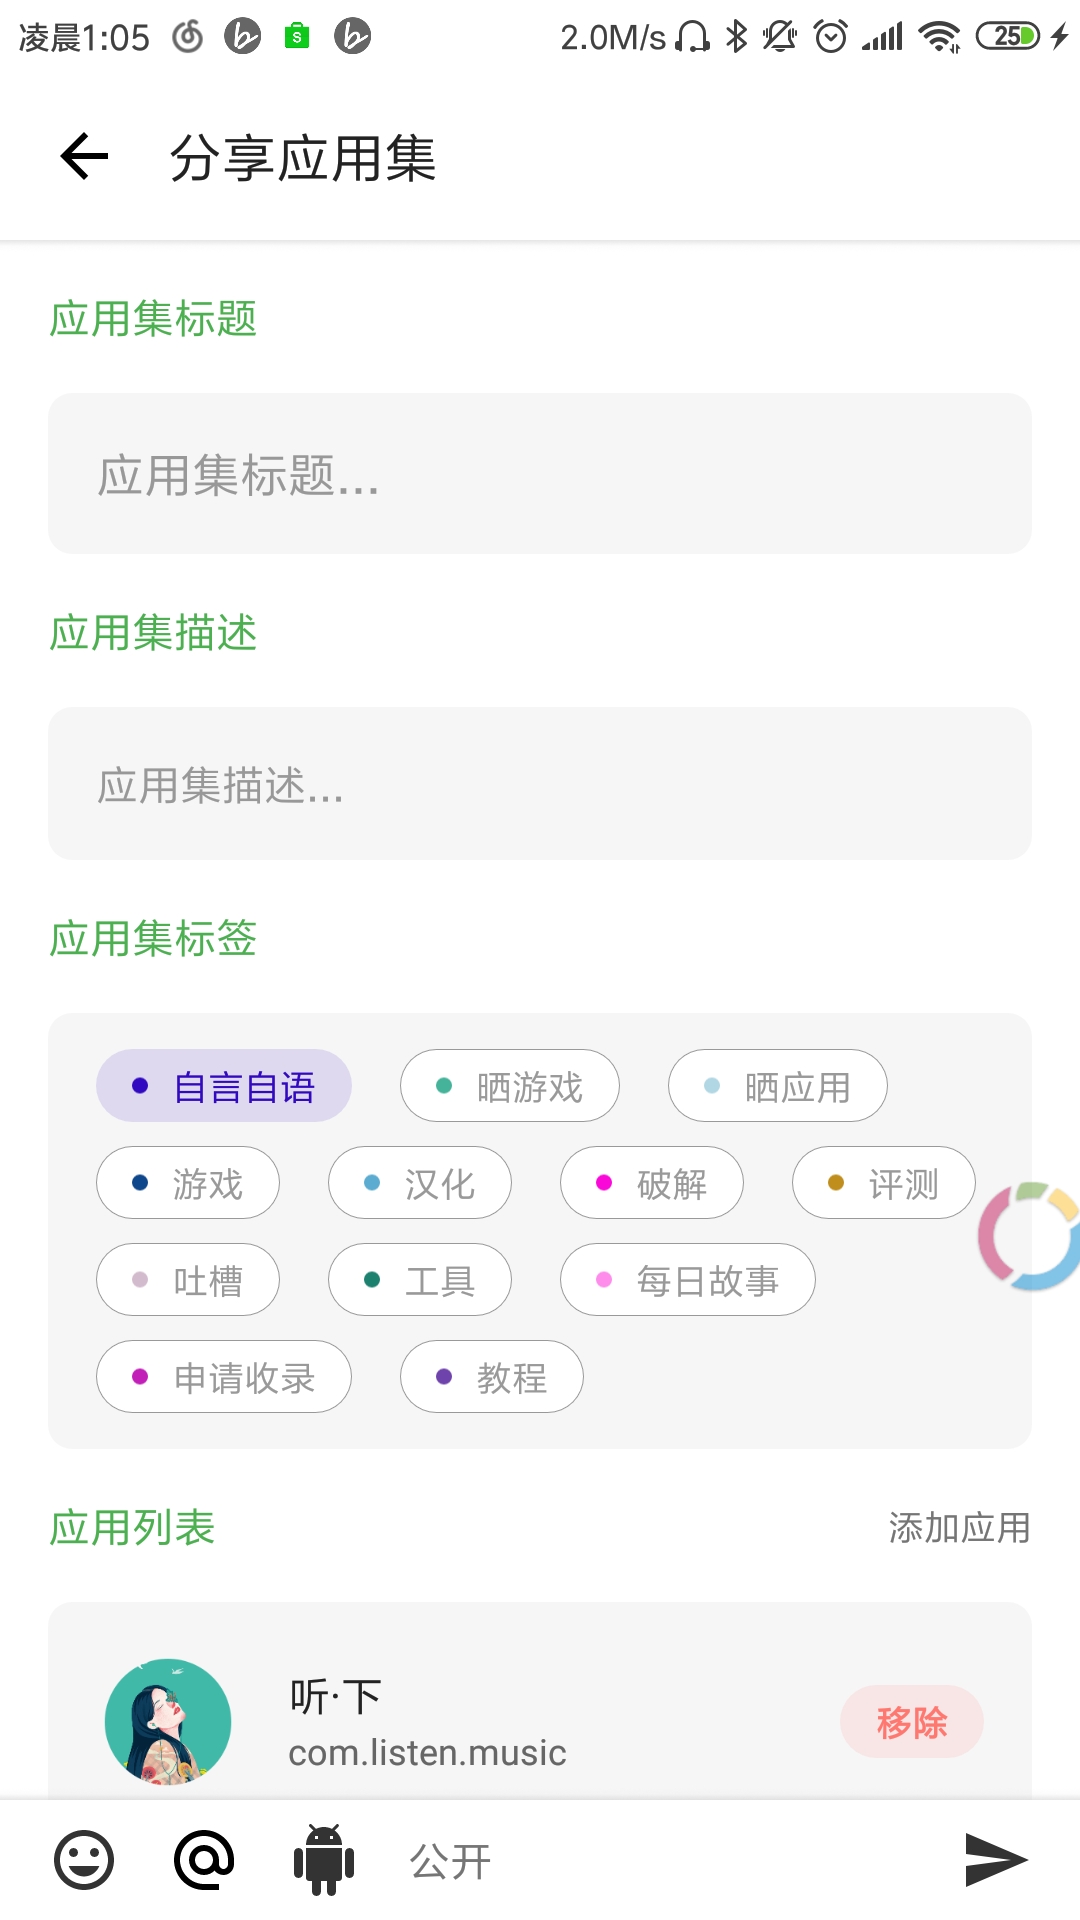 凌晨1:05 2.0M/s 25
分享应用集
应用集标题
应用集标题...
应用集描述
应用集描述...
应用集标签
自言自语 晒游戏 晒应用
游戏 汉化 破解 评测
吐槽 工具 每日故事
申请收录 教程
应用列表 添加应用
听·下
com.listen.music
移除
公开